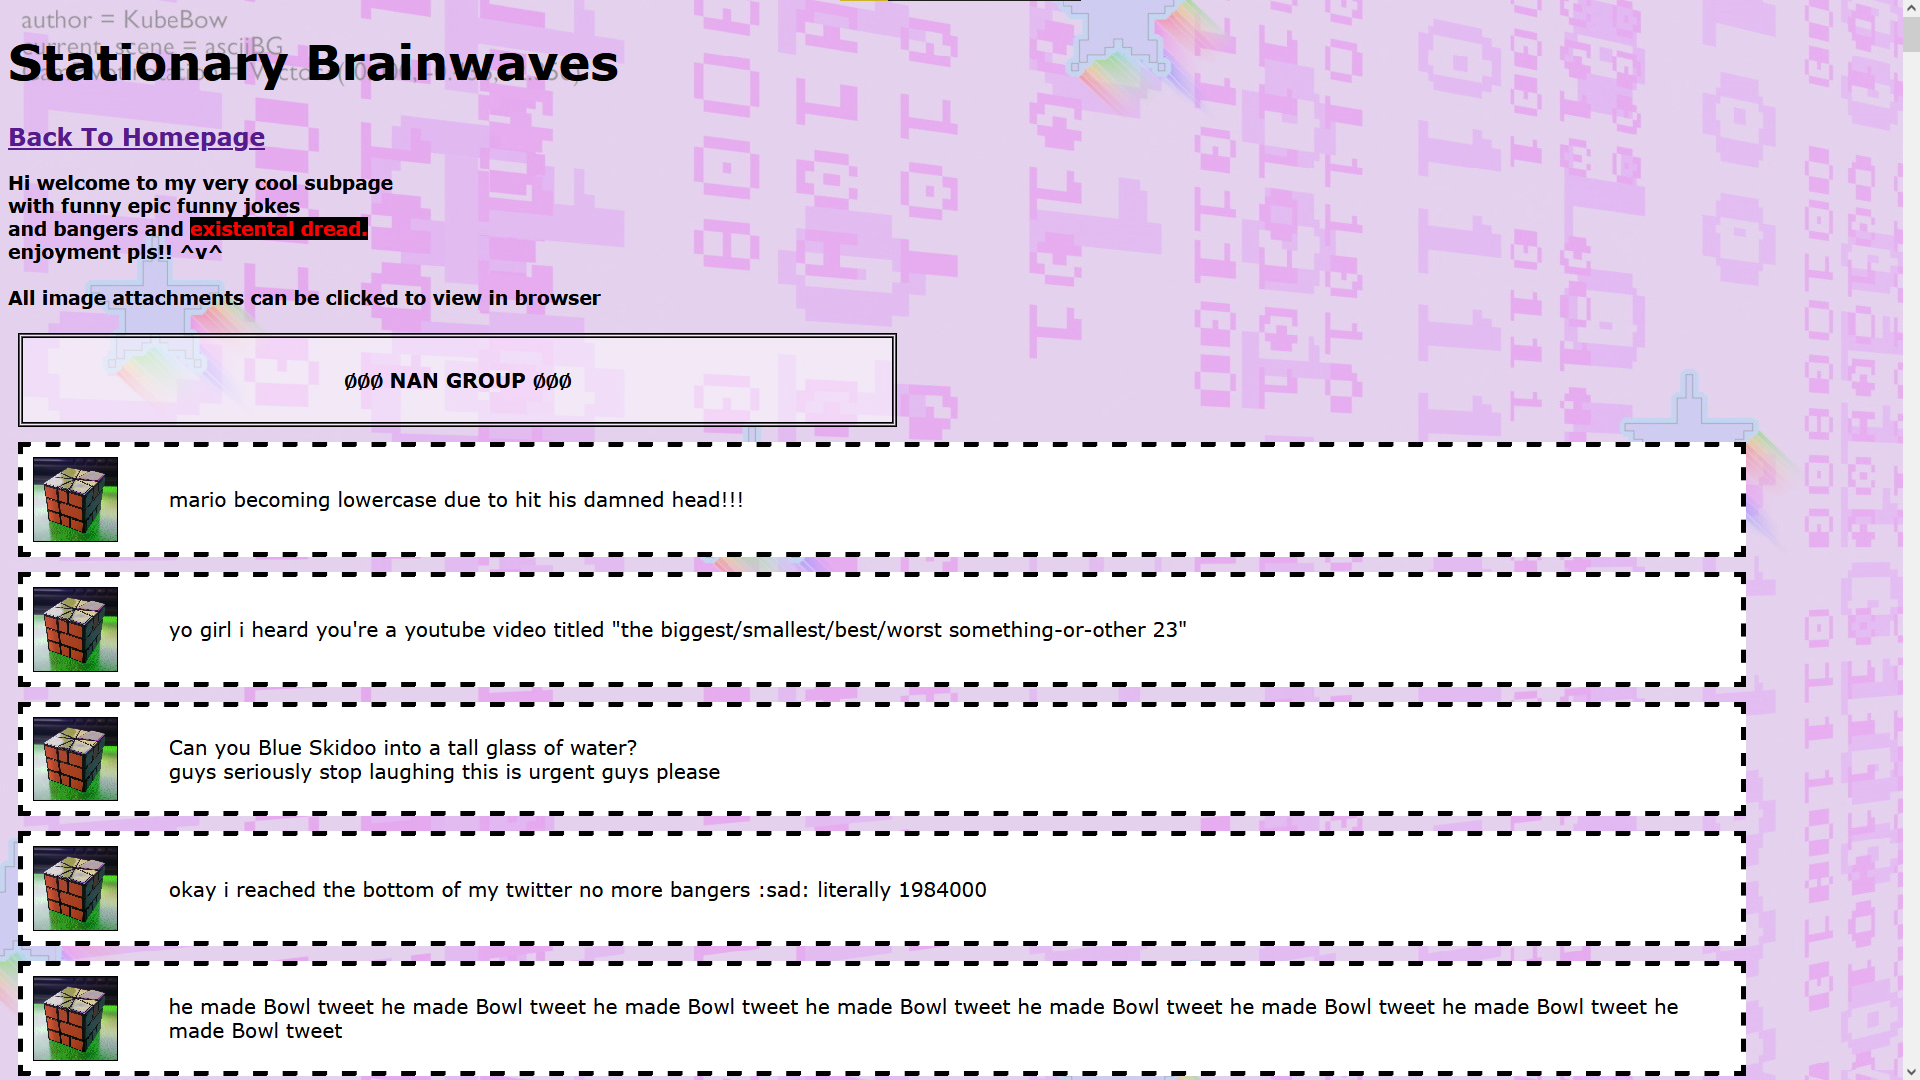 author = KubeBow
current_scene = asciiBG
Stationary Brainwaves
Back To Homepage
Hi welcome to my very cool subpage
with funny epic funny jokes
and bangers and existental dread.
enjoyment pls!! ^v^
All image attachments can be clicked to view in browser
ØØØ NAN GROUP ØØØ
mario becoming lowercase due to hit his damned head!!!
yo girl i heard you're a youtube video titled "the biggest/smallest/best/worst something-or-other 23"
Can you Blue Skidoo into a tall glass of water?
guys seriously stop laughing this is urgent guys please
okay i reached the bottom of my twitter no more bangers :sad: literally 1984000
he made Bowl tweet he made Bowl tweet he made Bowl tweet he made Bowl tweet he made Bowl tweet he made Bowl tweet he made Bowl tweet he
made Bowl tweet